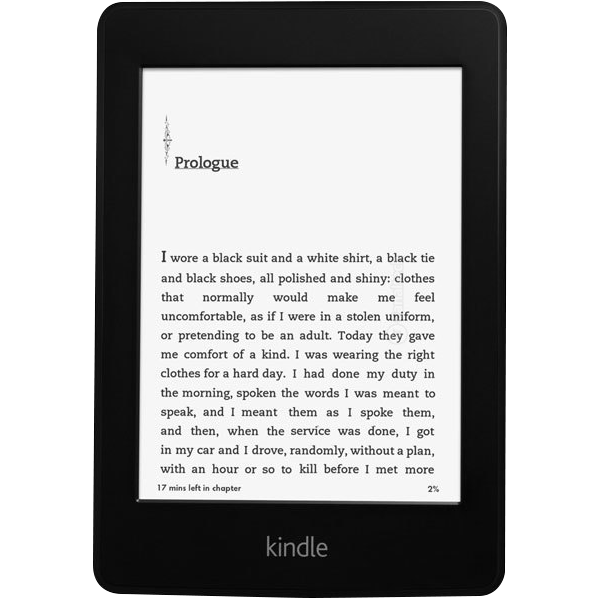 Prologue
I wore a black suit and a white shirt, a black tie
and black shoes, all polished and shiny: clothes
that normally would make me feel
uncomfortable, as if I were in a stolen uniform,
or pretending to be an adult. Today they gave
me comfort of a kind. I was wearing the right
clothes for a hard day. I had done my duty in
the morning, spoken the words I was meant to
speak, and I meant them as I spoke them,
and then, when the service was done, I got
in my car and I drove, randomly, without a plan,
with an hour or so to kill before I met more
17 mins left in chapter 2%
kindle